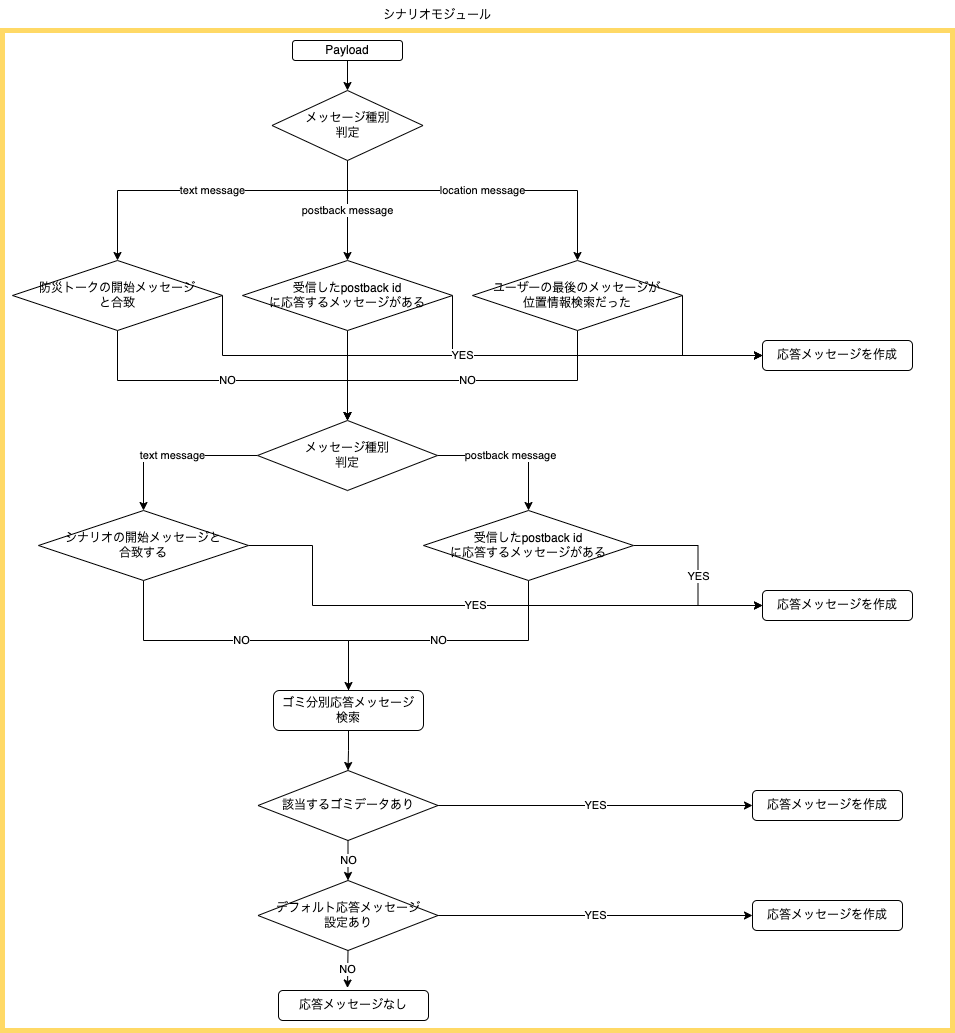 シナリオモジュール
Payload
メッセージ種別
判定
text message
location message
postback message
防災トークの開始メッセージ
と合致
受信したpostback id
に応答するメッセージがある
ユーザーの最後のメッセージが
位置情報検索だった
YES
応答メッセージを作成
NO
NO
メッセージ種別
判定
text message
postback message
シナリオの開始メッセージと
合致する
受信したpostback id
に応答するメッセージがある
YES
YES
応答メッセージを作成
NO
NO
ゴミ分別応答メッセージ
検索
該当するゴミデータあり
YES
応答メッセージを作成
NO
デフォルト応答メッセージ
設定あり
YES
応答メッセージを作成
NO
応答メッセージなし